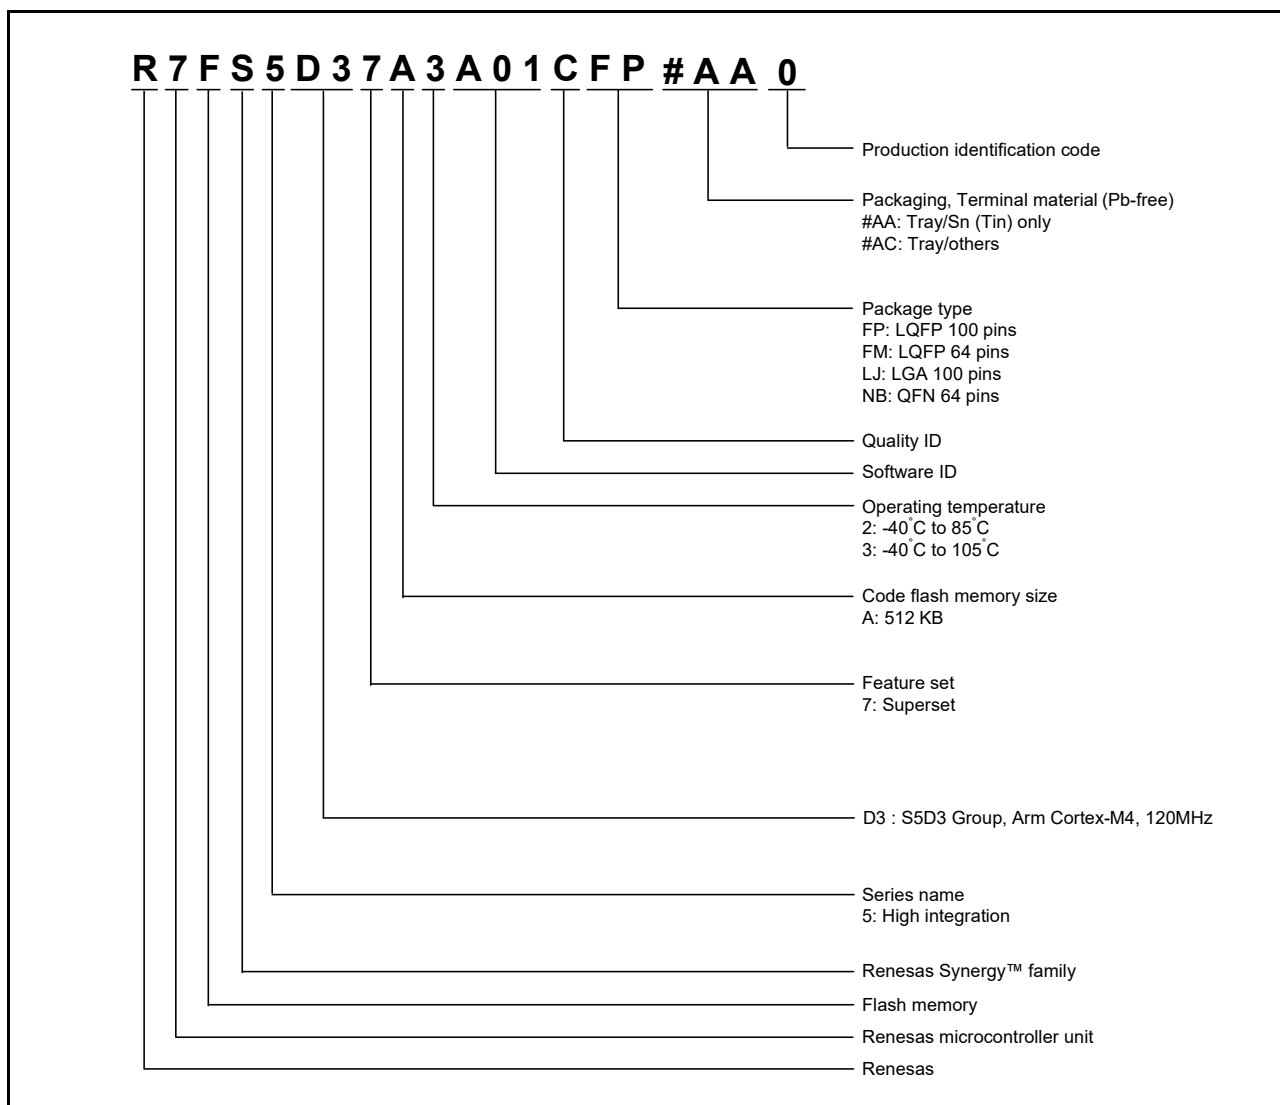 R7FS5D37A3A01CFP #AA0
Production identification code
Packaging, Terminal material (Pb-free)
#AA: Tray/Sn (Tin) only
#AC: Tray/others
Package type
FP: LQFP 100 pins
FM: LQFP 64 pins
LJ: LGA 100 pins
NB: QFN 64 pins
Quality ID
Software ID
Operating temperature
2: -40°C to 85°C
3: -40°C to 105°C
Code flash memory size
A: 512 KB
Feature set
7: Superset
D3 : S5D3 Group, Arm Cortex-M4, 120MHz
Series name
5: High integration
Renesas Synergy™ family
Flash memory
Renesas microcontroller unit
Renesas